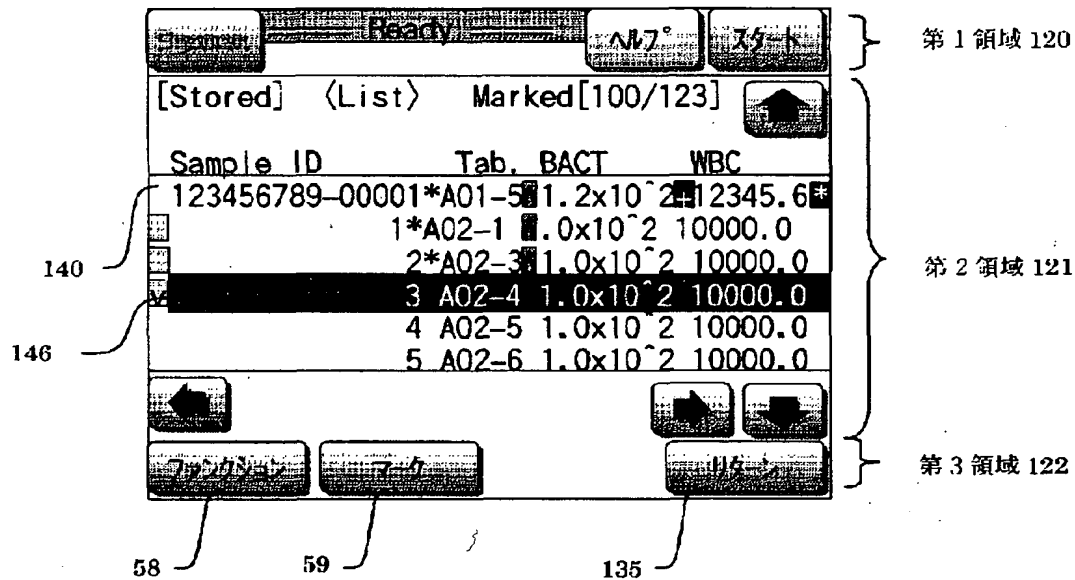 Ready ヘルプ スタート 第1領域 120
[Stored] 〈List〉 Marked[100/123]
Sample ID Tab. BACT WBC
123456789-00001*A01-5 1.2x10^2+12345.6*
1*A02-1 .0x10^2 10000.0
2*A02-3 1.0x10^2 10000.0
140
第2領域 121
v 3 A02-4 1.0x10^2 10000.0
4 A02-5 1.0x10^2 10000.0
146
5 A02-6 1.0x10^2 10000.0
ファンクション マーク リターン 第3領域 122
58 59 135